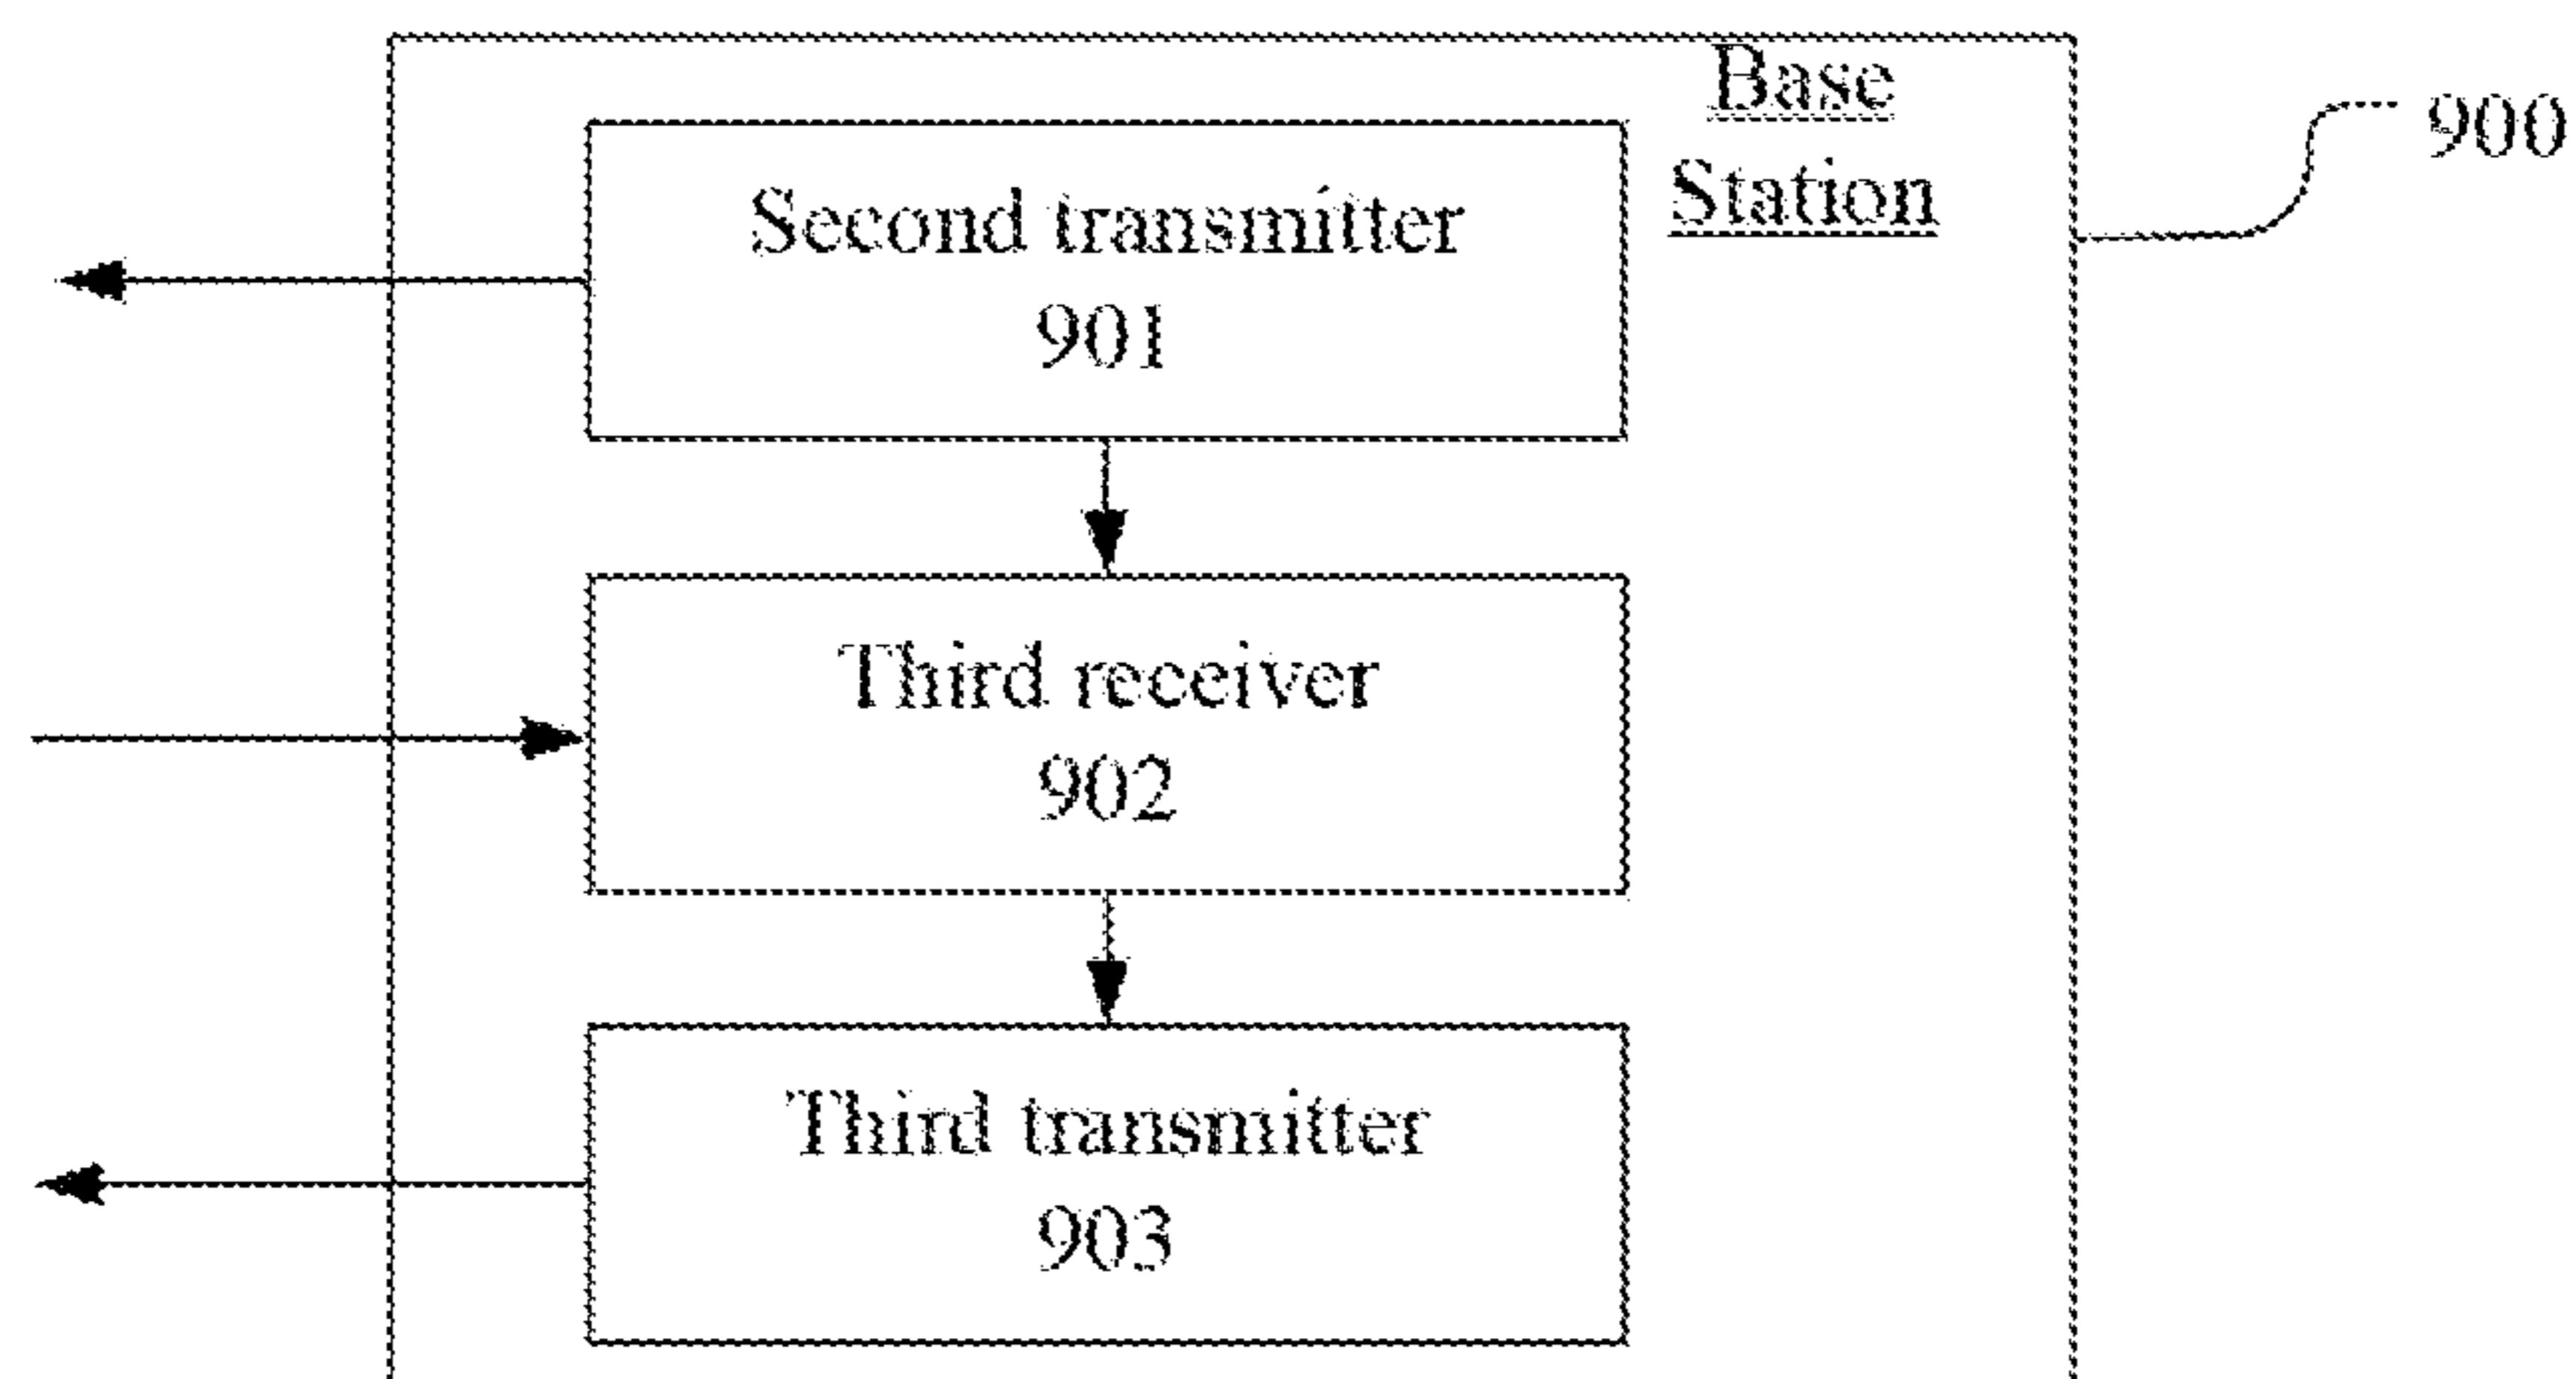 Base
Station
900
Second transmitter
901
Third receiver
902
Third transmitter
903